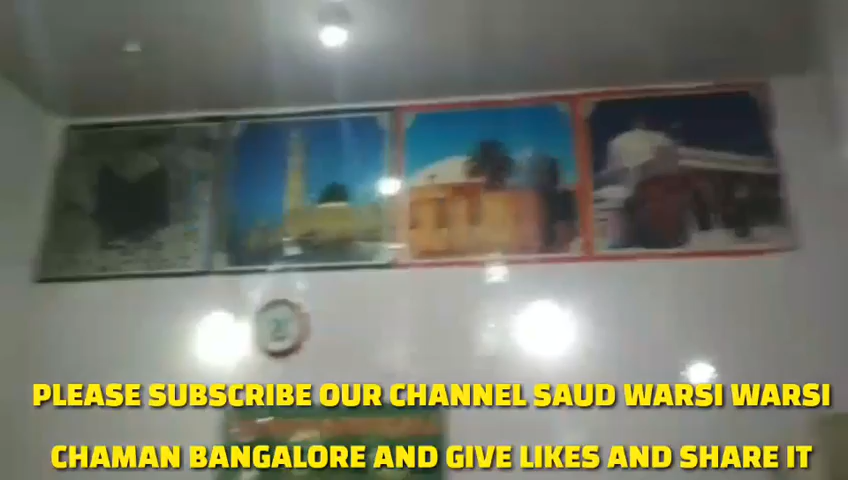 PLEASE SUBSCRIBE OUR CHANNEL SAUD WARSI WARSI
CHAMAN BANGALORE AND GIVE LIKES AND SHARE IT